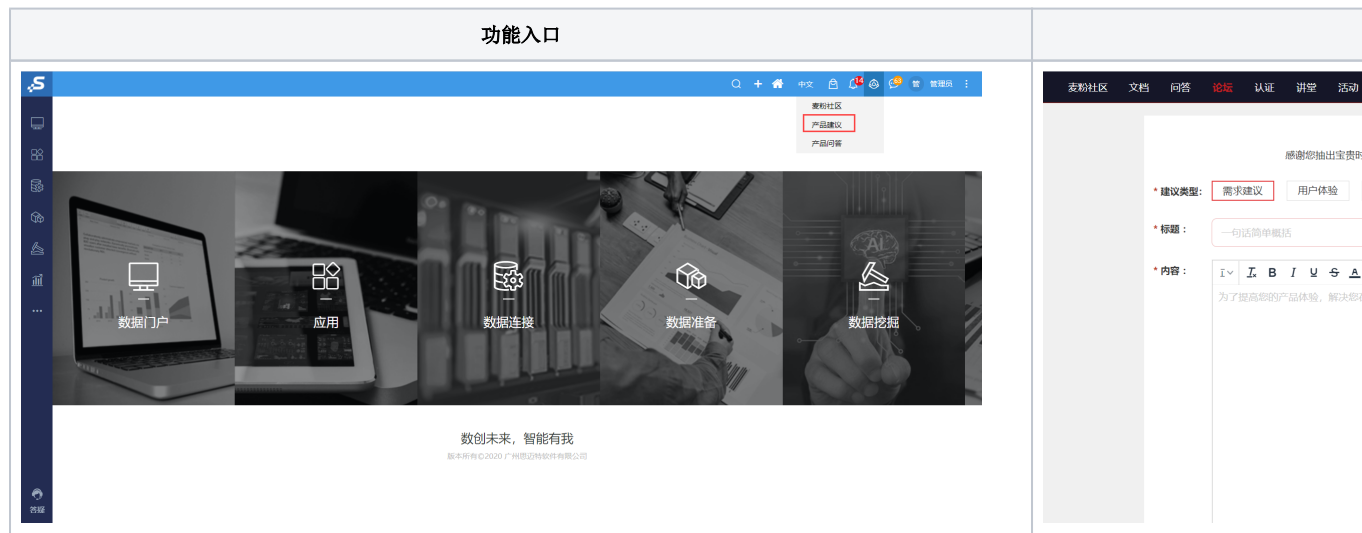 功能入口
中文 14 63 管 管理员
麦粉社区
产品建议
产品问答
数据门户
应用
数据连接
数据准备
AI
数据挖掘
数创未来，智能有我
版本所有©2020 广州思迈特软件有限公司
答疑
麦粉社区 文档 问答 论坛 认证 讲堂 活动
感谢您抽出宝贵时
* 建议类型: 需求建议 用户体验
* 标题： 一句话简单概括
* 内容：
为了提高您的产品体验，解决您在